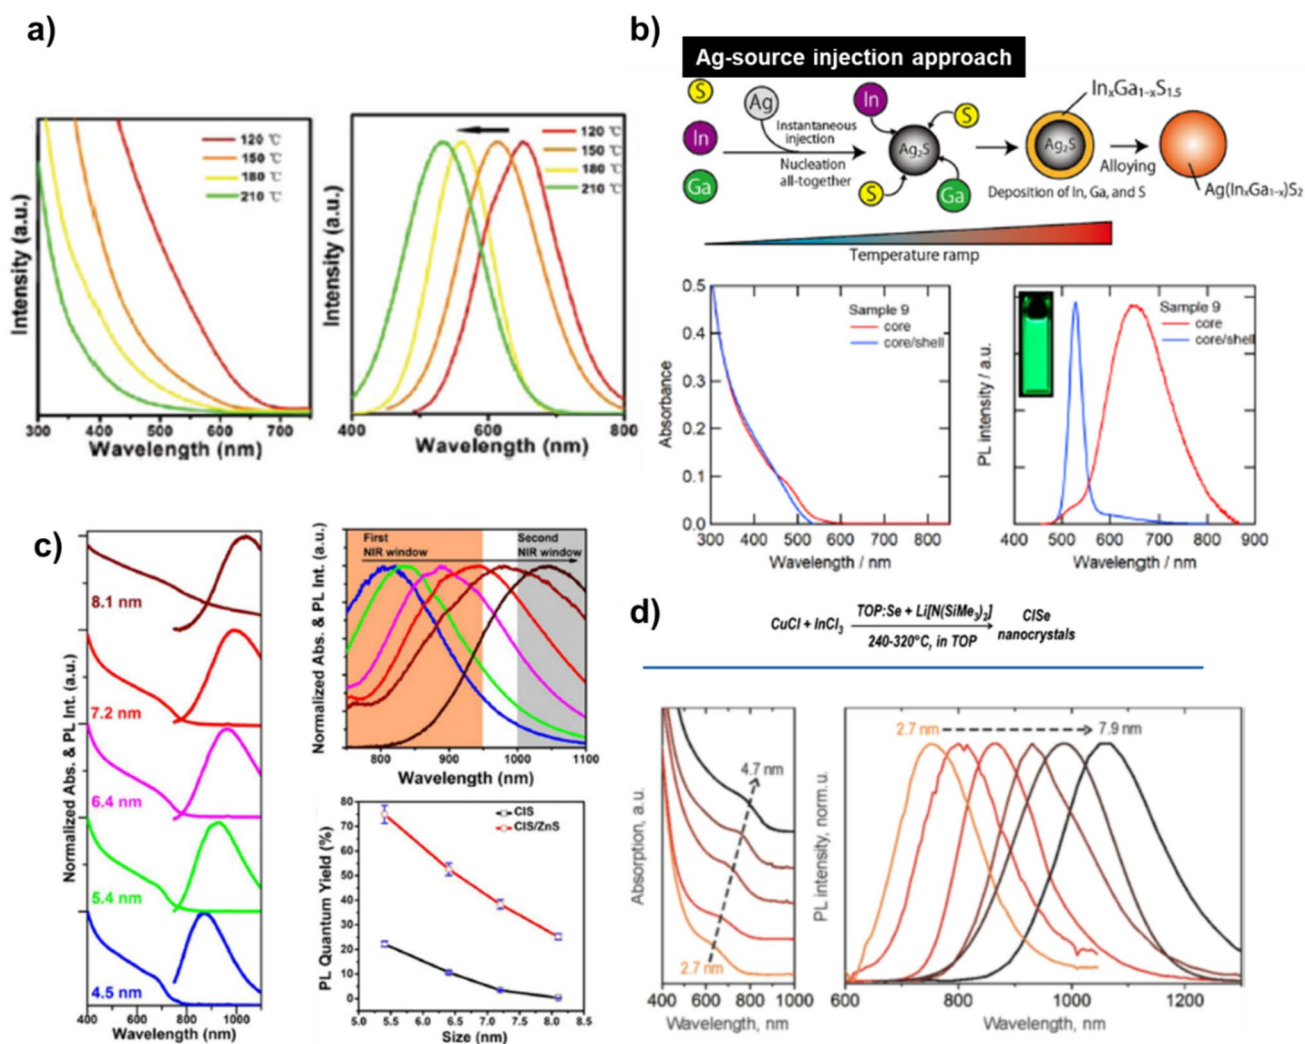 a)
Intensity (a.u.)
120 ℃
150 ℃
180 ℃
210 ℃
300 400 500 600 700
Wavelength (nm)
Intensity (a.u.)
120 ℃
150 ℃
180 ℃
210 ℃
400 600 800
Wavelength (nm)
b)
Ag-source injection approach
S
In
Ga
Ag
Instantaneous
injection
Nucleation
all-together
In
S
Ag2S
S
Ga
InxGa1-xS1.5
Ag2S
Deposition of In, Ga, and S
Alloying
Ag(InxGa1-x)S2
Temperature ramp
Absorbance
0.5
0.4
0.3
0.2
0.1
0.0
Sample 9
core
core/shell
300 400 500 600 700 800
Wavelength / nm
PL intensity / a.u.
Sample 9
core
core/shell
400 500 600 700 800 900
Wavelength / nm
c)
Normalized Abs. & PL Int. (a.u.)
8.1 nm
7.2 nm
6.4 nm
5.4 nm
4.5 nm
400 600 800 1000
Wavelength (nm)
Normalized Abs. & PL Int. (a.u.)
First
NIR window
Second
NIR window
800 900 1000 1100
Wavelength (nm)
PL Quantum Yield (%)
80
70
60
50
40
30
20
10
0
CIS
CIS/ZnS
5.0 5.5 6.0 6.5 7.0 7.5 8.0 8.5
Size (nm)
d)
CuCl + InCl3
TOP:Se + Li[N(SiMe3)2]
240-320°C, in TOP
CISe
nanocrystals
Absorption, a.u.
4.7 nm
2.7 nm
400 600 800 1000
Wavelength, nm
PL intensity, norm.u.
2.7 nm
7.9 nm
600 800 1000 1200
Wavelength, nm